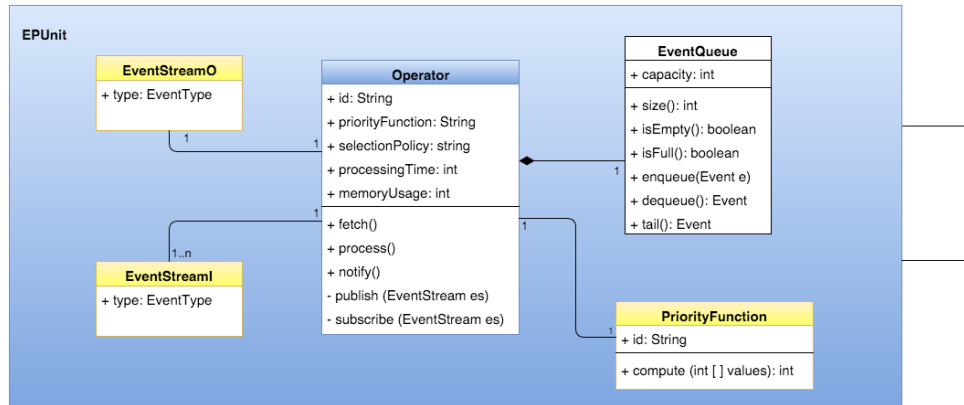 EPUnit
EventStreamO
+ type: EventType
1
1
Operator
+ id: String
+ priorityFunction: String
+ selectionPolicy: string
+ processingTime: int
+ memoryUsage: int
+ fetch()
+ process()
+ notify()
- publish (EventStream es)
- subscribe (EventStream es)
EventQueue
+ capacity: int
+ size(): int
+ isEmpty(): boolean
+ isFull(): boolean
+ enqueue(Event e)
+ dequeue(): Event
+ tail(): Event
1
1
1..n
EventStreamI
+ type: EventType
1
1
PriorityFunction
+ id: String
+ compute (int [ ] values): int